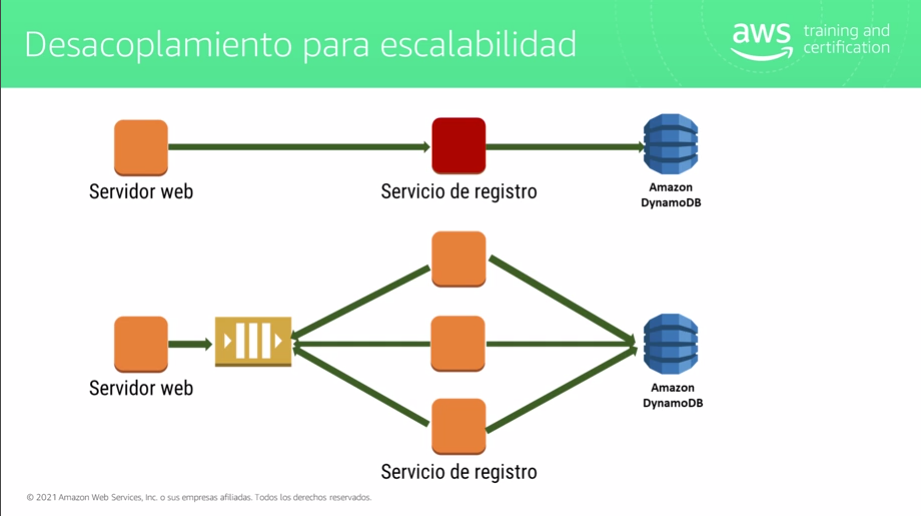 Desacoplamiento para escalabilidad
aws training and
certification
Servidor web
Servicio de registro
Amazon
DynamoDB
Servidor web
Servicio de registro
Amazon
DynamoDB
© 2021 Amazon Web Services, Inc. o sus empresas afiliadas. Todos los derechos reservados.